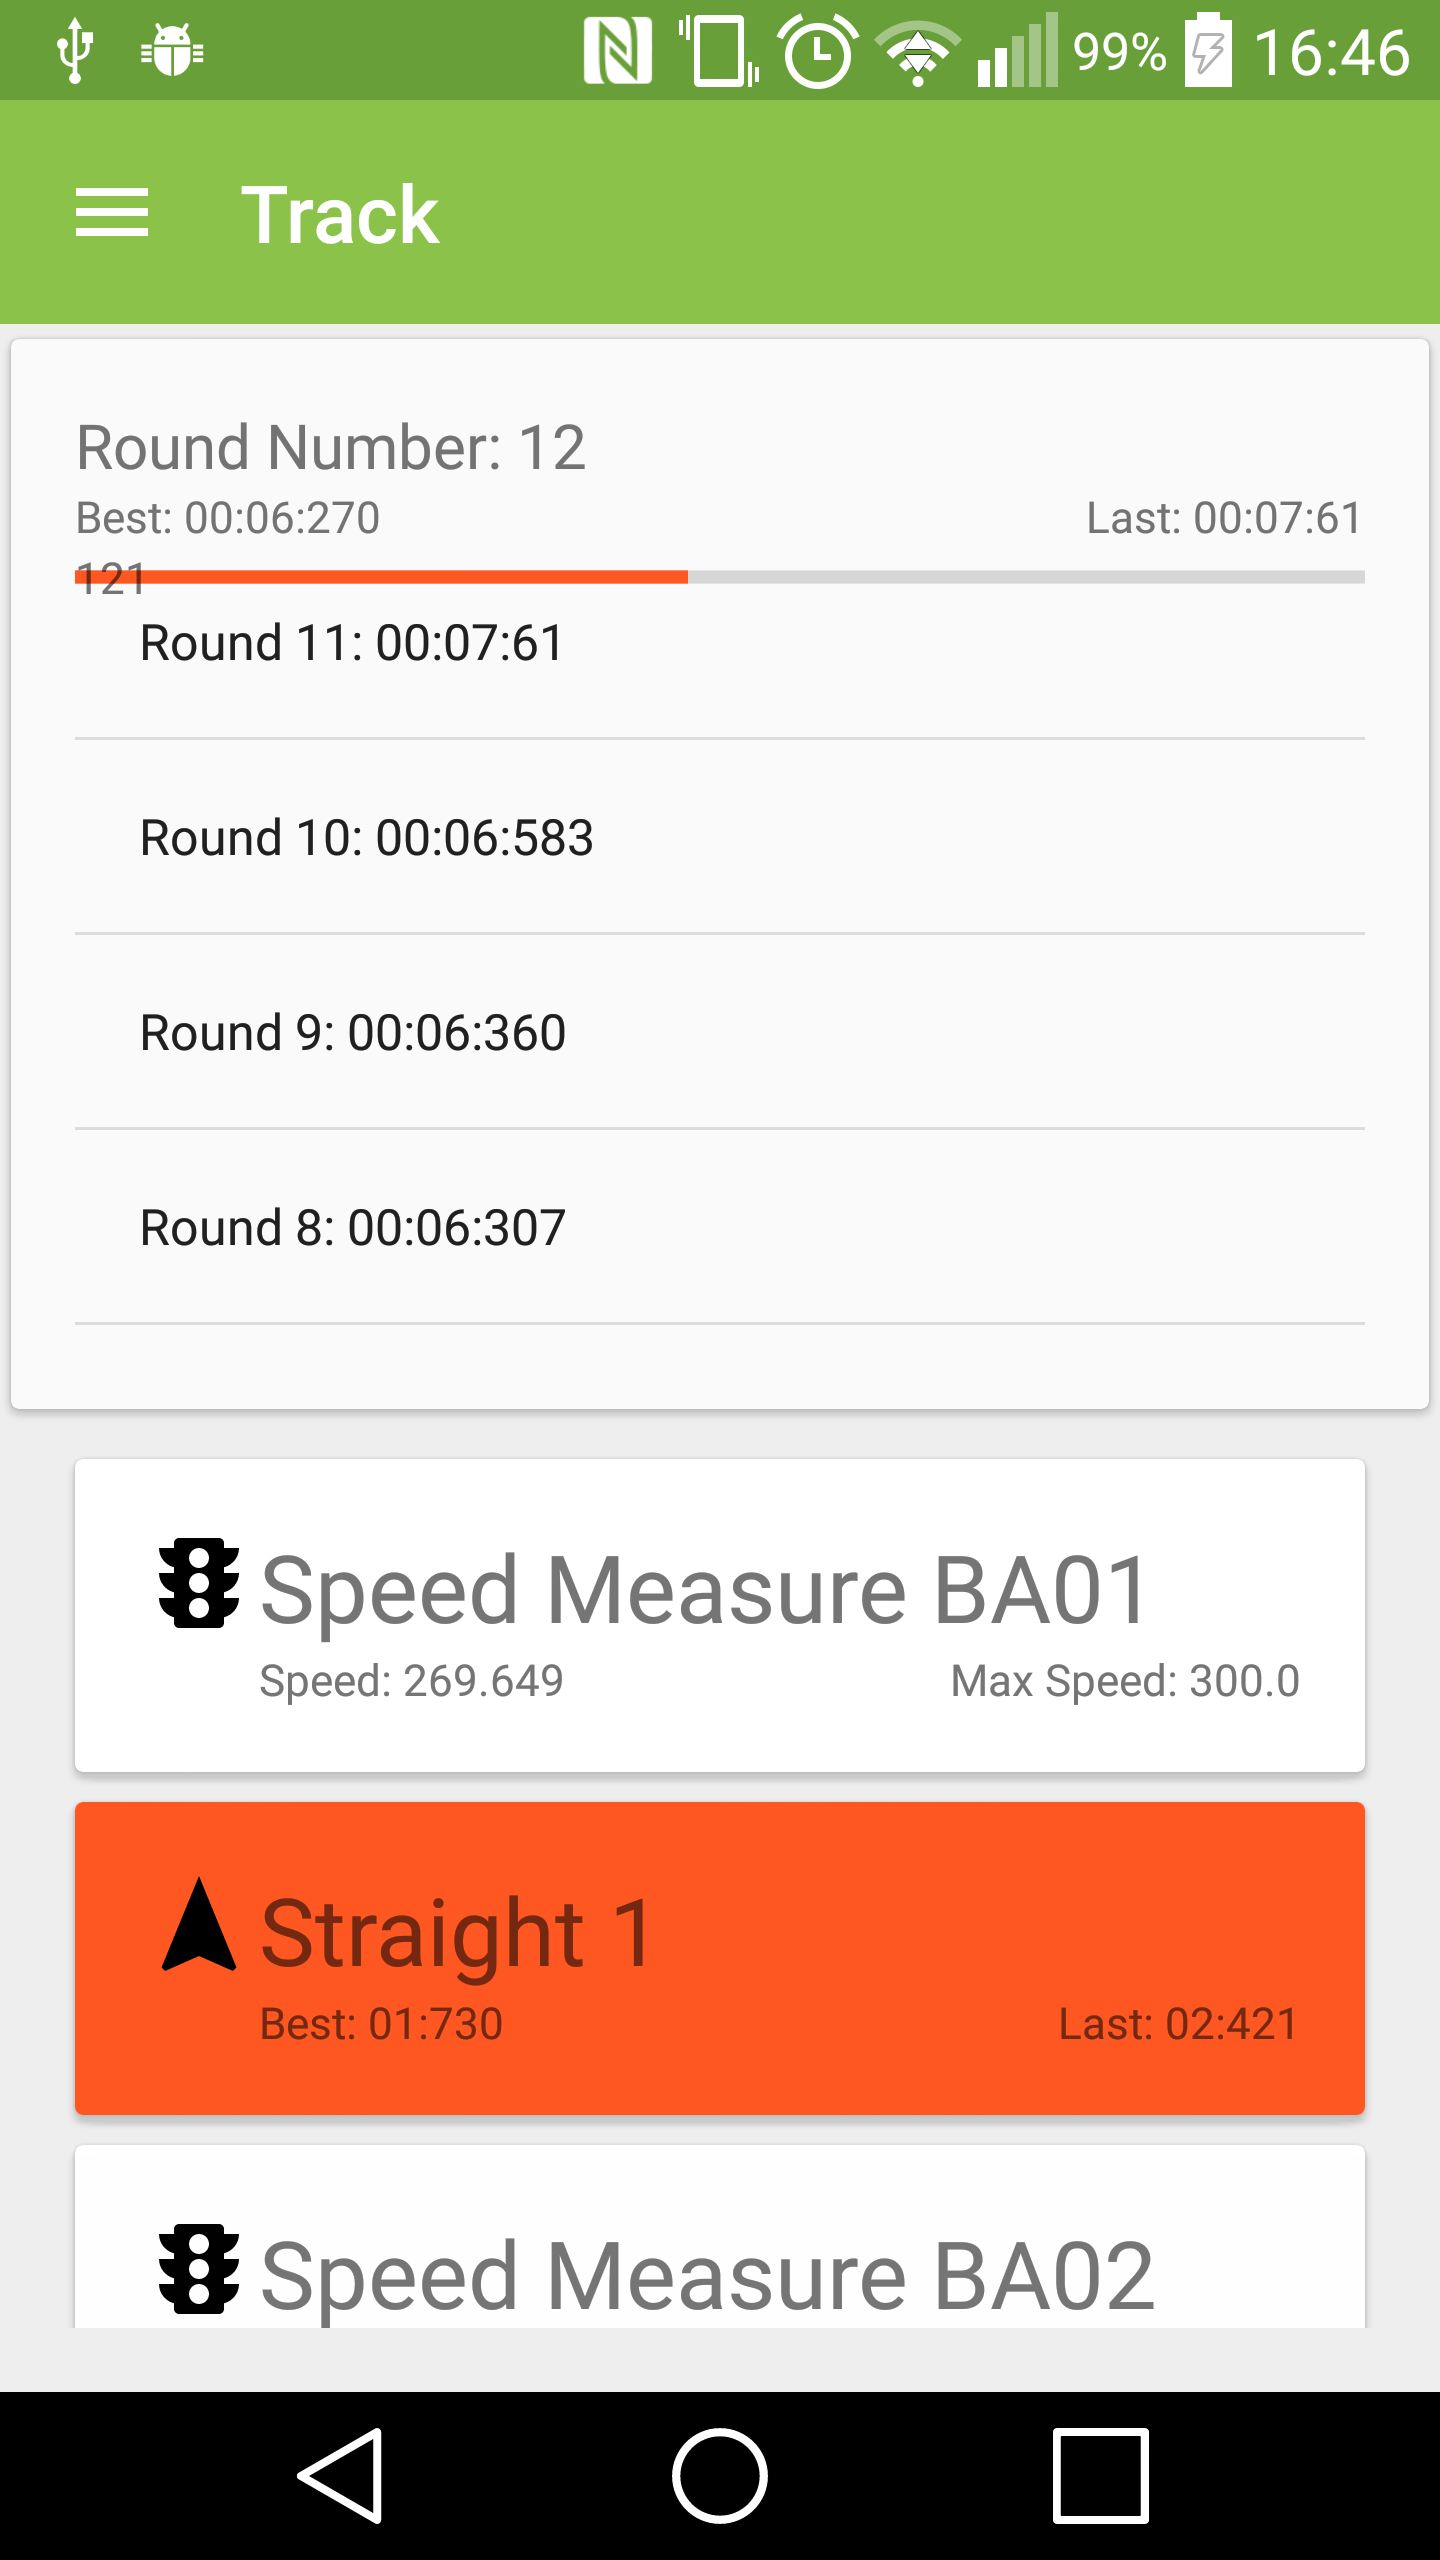 99% 16:46
Track
Round Number: 12
Best: 00:06:270 Last: 00:07:61
121
Round 11: 00:07:61
Round 10: 00:06:583
Round 9: 00:06:360
Round 8: 00:06:307
Speed Measure BA01
Speed: 269.649 Max Speed: 300.0
Straight 1
Best: 01:730 Last: 02:421
Speed Measure BA02